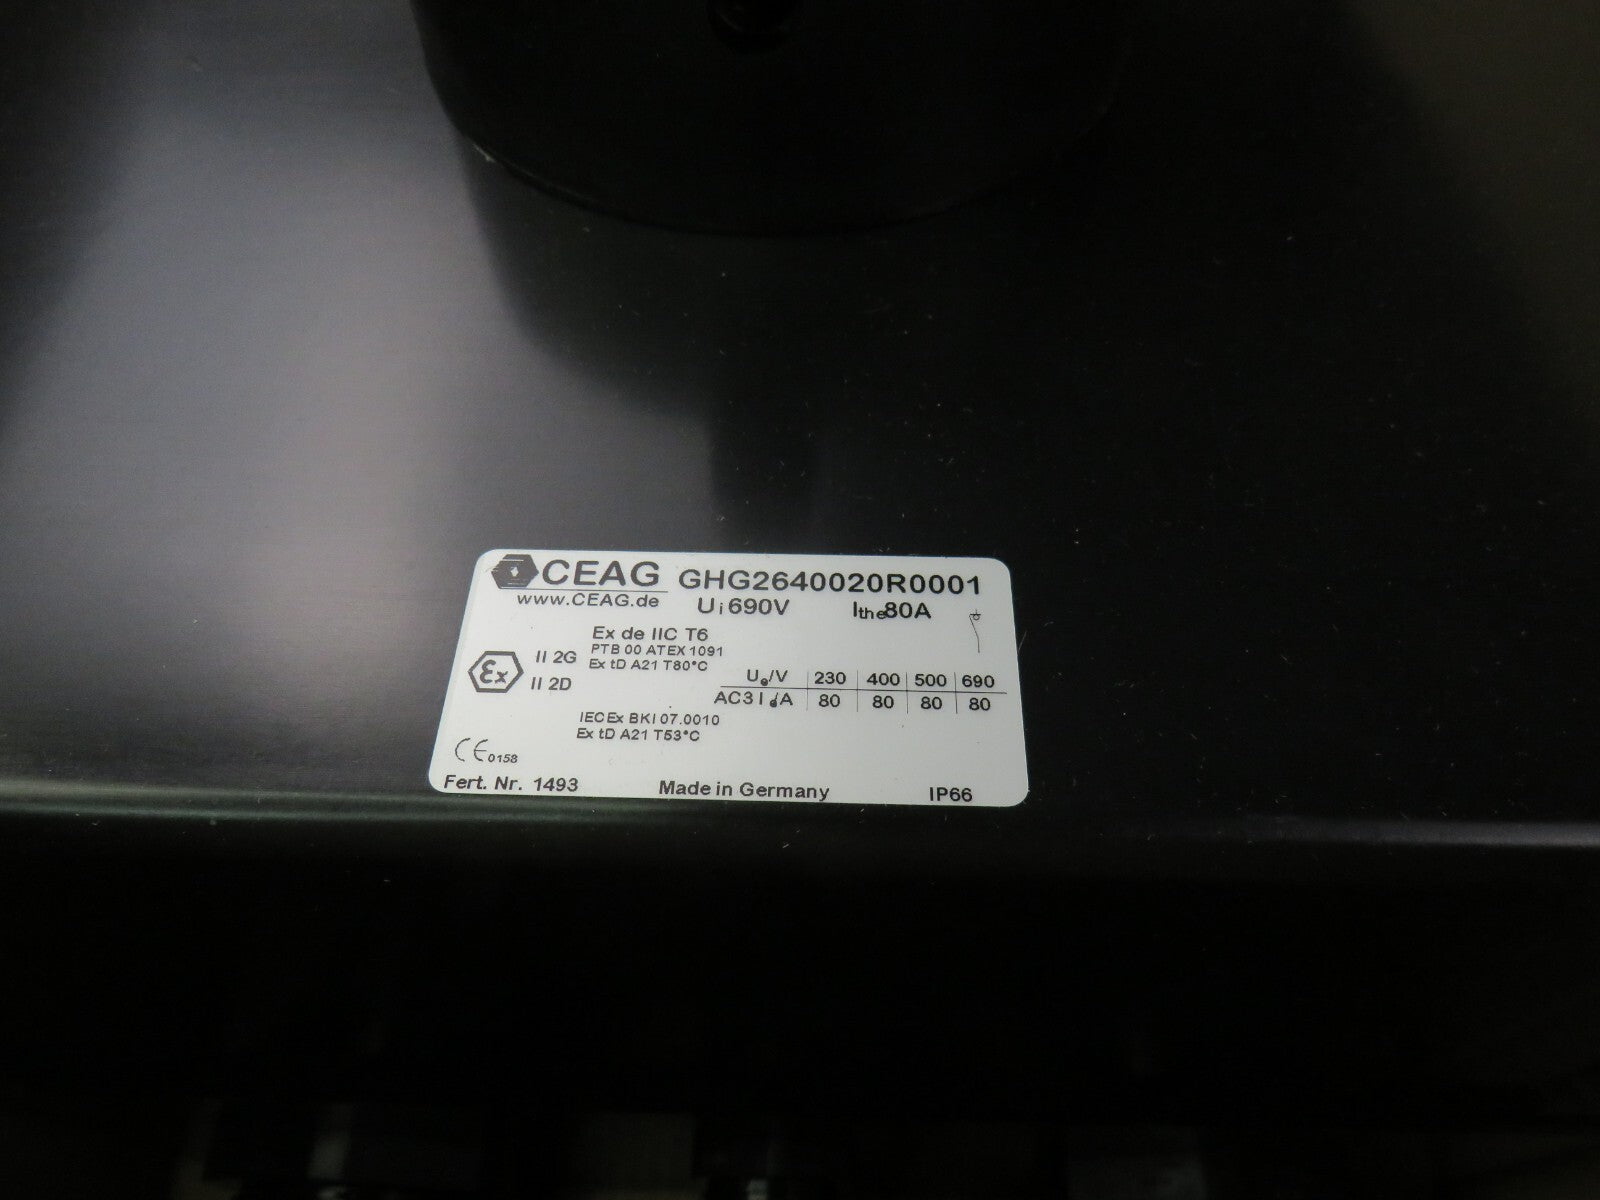 CEAG GHG2640020R0001
www.CEAG.de Ui 690V Ithe80A
Ex de IIC T6
PTB 00 ATEX 1091
II 2G Ex tD A21 T80°C
Ex II 2D
Ue/V 230 400 500 690
AC3 Ie/A 80 80 80 80
IECEx BKI 07.0010
Ex tD A21 T53°C
CE 0158
Fert. Nr. 1493 Made in Germany IP66